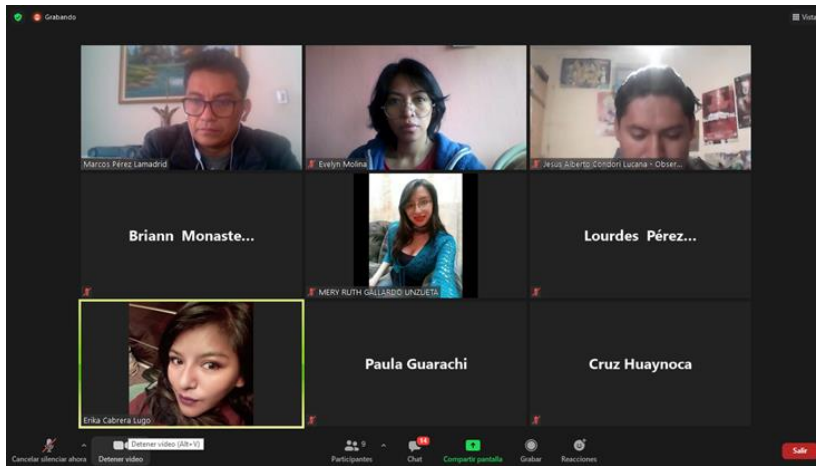 Grabando
Vista
Marcos Pérez Lamadrid
Evelyn Molina
Jesus Alberto Condori Lucana - Obser...
Briann Monaste...
MERY RUTH GALLARDO UNZUETA
Lourdes Pérez...
Erika Cabrera Lugo
Paula Guarachi
Cruz Huaynoca
Detener video (Alt+V)
9
14
Cancelar silenciar ahora
Detener video
Participantes
Chat
Compartir pantalla
Grabar
Reacciones
Salir